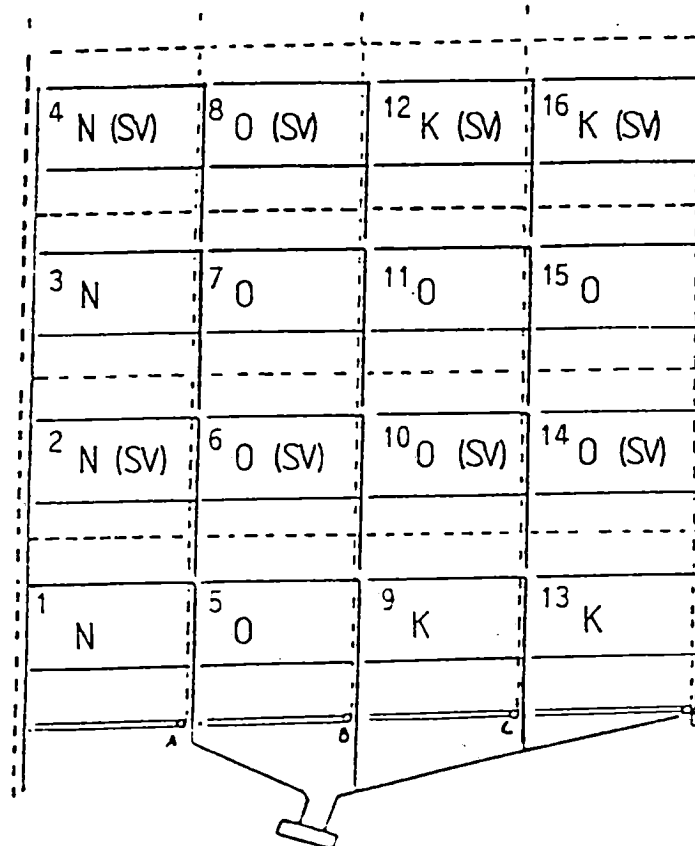 4 N (SV) 8 O (SV) 12 K (SV) 16 K (SV)
3 N 7 O 11 O 15 O
2 N (SV) 6 O (SV) 10 O (SV) 14 O (SV)
1 N 5 O 9 K 13 K
A B C